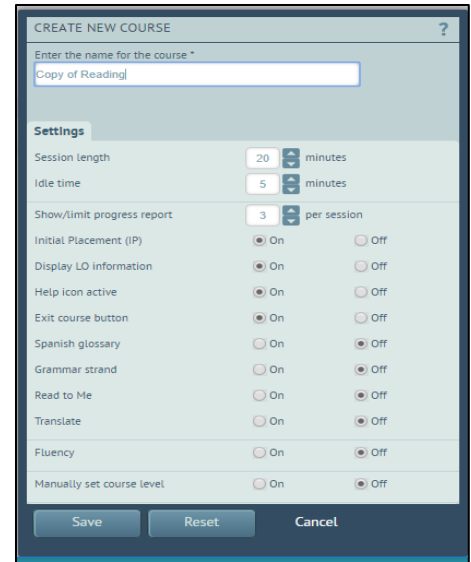 CREATE NEW COURSE ?
Enter the name for the course *
Copy of Reading
Settings
Session length 20 minutes
Idle time 5 minutes
Show/limit progress report 3 per session
Initial Placement (IP) On Off
Display LO information On Off
Help icon active On Off
Exit course button On Off
Spanish glossary On Off
Grammar strand On Off
Read to Me On Off
Translate On Off
Fluency On Off
Manually set course level On Off
Save Reset Cancel